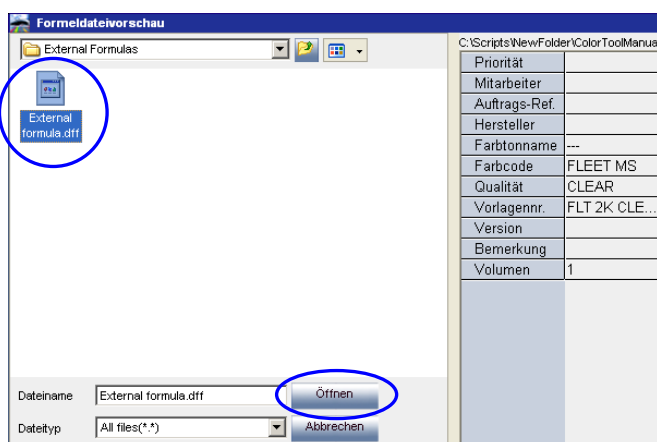 Formeldateivorschau
External Formulas
External
formula.dff
Dateiname External formula.dff Öffnen
Dateityp All files(*.*) Abbrechen
C:\Scripts\NewFolder\ColorToolManua
Priorität
Mitarbeiter
Auftrags-Ref.
Hersteller
Farbtonname ---
Farbcode FLEET MS
Qualität CLEAR
Vorlagennr. FLT 2K CLE...
Version
Bemerkung
Volumen 1